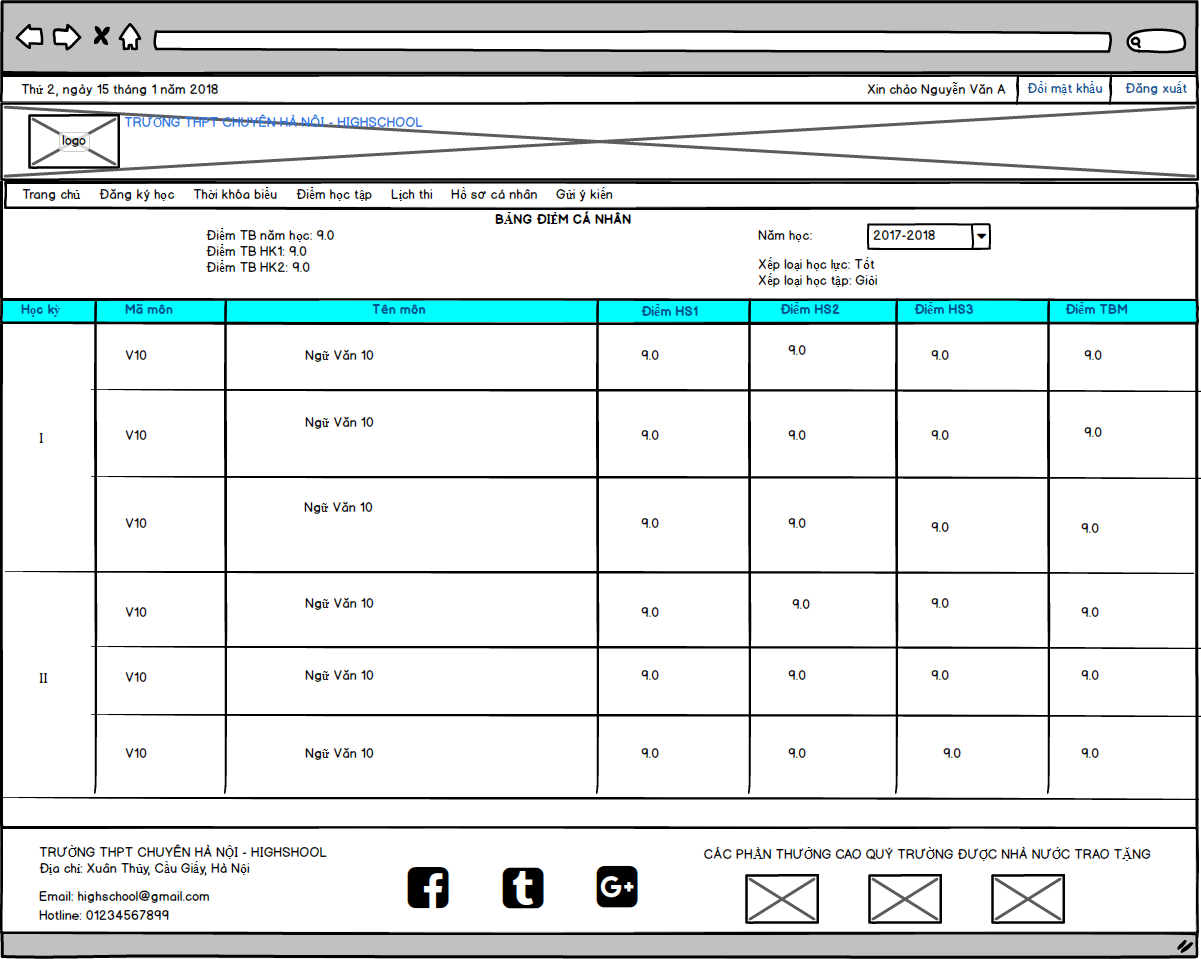 Thứ 2, ngày 15 tháng 1 năm 2018 Xin chào Nguyễn Văn A Đổi mật khẩu Đăng xuất
logo TRƯỜNG THPT CHUYÊN HÀ NỘI - HIGHSCHOOL
Trang chủ Đăng ký học Thời khóa biểu Điểm học tập Lịch thi Hồ sơ cá nhân Gửi ý kiến
BẢNG ĐIỂM CÁ NHÂN
Điểm TB năm học: 9.0
Điểm TB HK1: 9.0
Điểm TB HK2: 9.0
Năm học: 2017-2018
Xếp loại học lực: Tốt
Xếp loại học tập: Giỏi
Học kỳ Mã môn Tên môn Điểm HS1 Điểm HS2 Điểm HS3 Điểm TBM
V10 Ngữ Văn 10 9.0 9.0 9.0 9.0
I V10 Ngữ Văn 10 9.0 9.0 9.0 9.0
V10 Ngữ Văn 10 9.0 9.0 9.0 9.0
V10 Ngữ Văn 10 9.0 9.0 9.0 9.0
II V10 Ngữ Văn 10 9.0 9.0 9.0 9.0
V10 Ngữ Văn 10 9.0 9.0 9.0 9.0
TRƯỜNG THPT CHUYÊN HÀ NỘI - HIGHSHOOL
Địa chỉ: Xuân Thủy, Cầu Giấy, Hà Nội
Email: highschool@gmail.com
Hotline: 01234567899
f t G+
CÁC PHẦN THƯỞNG CAO QUÝ TRƯỜNG ĐƯỢC NHÀ NƯỚC TRAO TẶNG